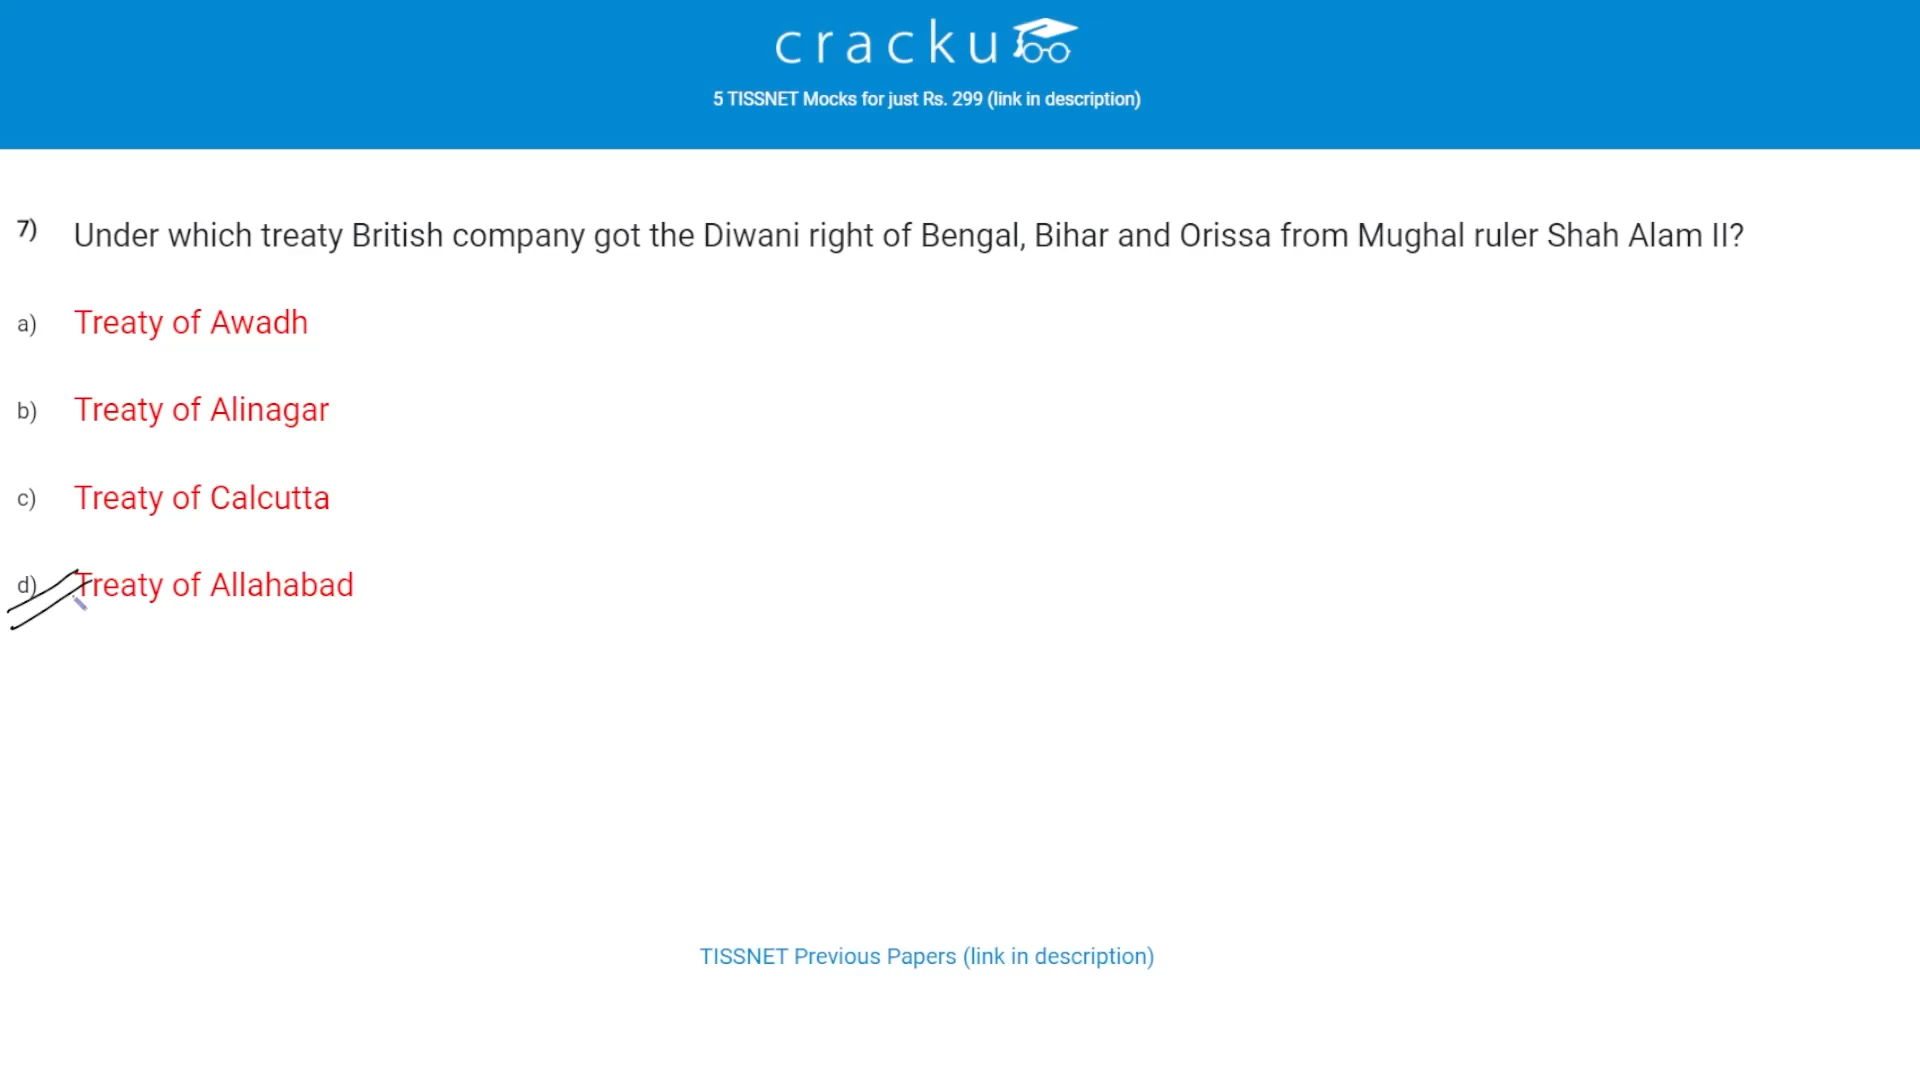 cracku
5 TISSNET Mocks for just Rs. 299 (link in description)
7) Under which treaty British company got the Diwani right of Bengal, Bihar and Orissa from Mughal ruler Shah Alam II?
a) Treaty of Awadh
b) Treaty of Alinagar
c) Treaty of Calcutta
d) Treaty of Allahabad
TISSNET Previous Papers (link in description)